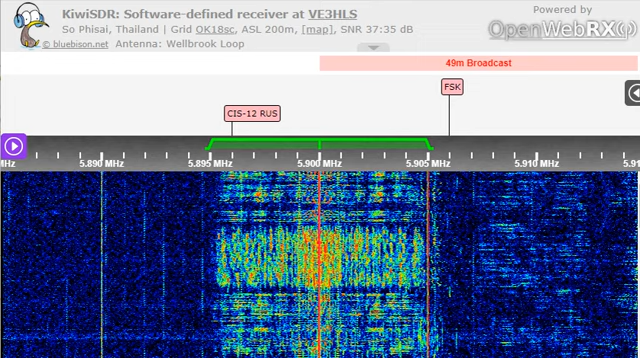 KiwiSDR: Software-defined receiver at VE3HLS
So Phisai, Thailand | Grid OK18sc, ASL 200m, [map], SNR 37:35 dB
© bluebison.net Antenna: Wellbrook Loop
Powered by
OpenWebRX
49m Broadcast
FSK
CIS-12 RUS
MHz 5.890 MHz 5.895 MHz 5.900 MHz 5.905 MHz 5.910 MHz 5.91